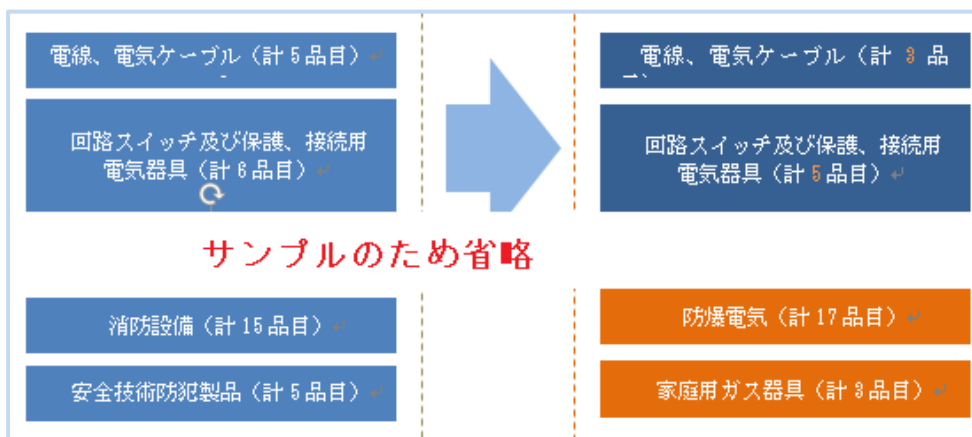 電線、電気ケーブル（計5品目）
回路スイッチ及び保護、接続用
電気器具（計6品目）
電線、電気ケーブル（計3品
回路スイッチ及び保護、接続用
電気器具（計5品目）
サンプルのため省略
消防設備（計15品目）
安全技術防犯製品（計5品目）
防爆電気（計17品目）
家庭用ガス器具（計3品目）